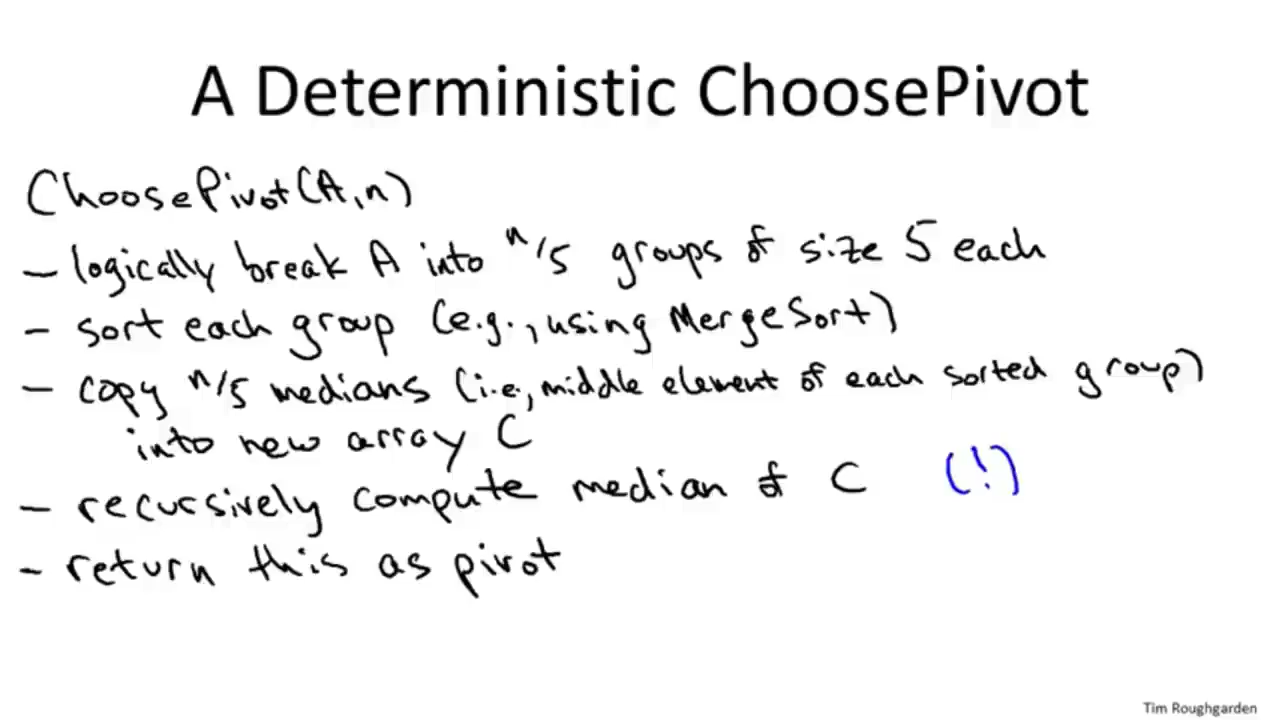 A Deterministic ChoosePivot
ChoosePivot(A,n)
- logically break A into n/5 groups of size 5 each
- sort each group (e.g., using MergeSort)
- copy n/5 medians (i.e., middle element of each sorted group)
into new array C
- recursively compute median of C (!)
- return this as pivot
Tim Roughgarden